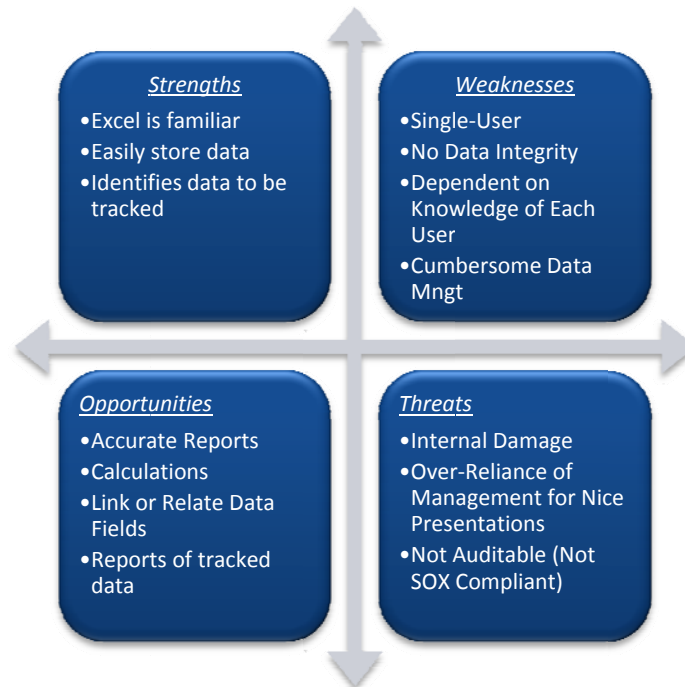 Strengths
•Excel is familiar
•Easily store data
•Identifies data to be
tracked
Weaknesses
•Single-User
•No Data Integrity
•Dependent on
Knowledge of Each
User
•Cumbersome Data
Mngt
Opportunities
•Accurate Reports
•Calculations
•Link or Relate Data
Fields
•Reports of tracked
data
Threats
•Internal Damage
•Over-Reliance of
Management for Nice
Presentations
•Not Auditable (Not
SOX Compliant)